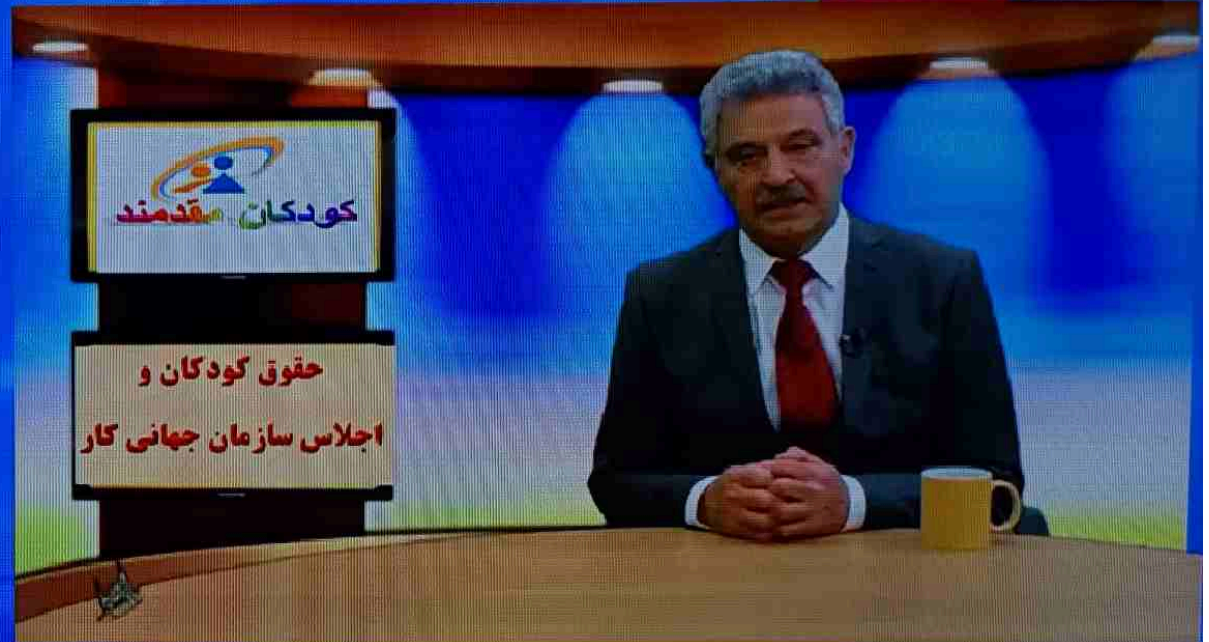 کودکان مقدمند
حقوق کودکان و
اجلاس سازمان جهانی کار